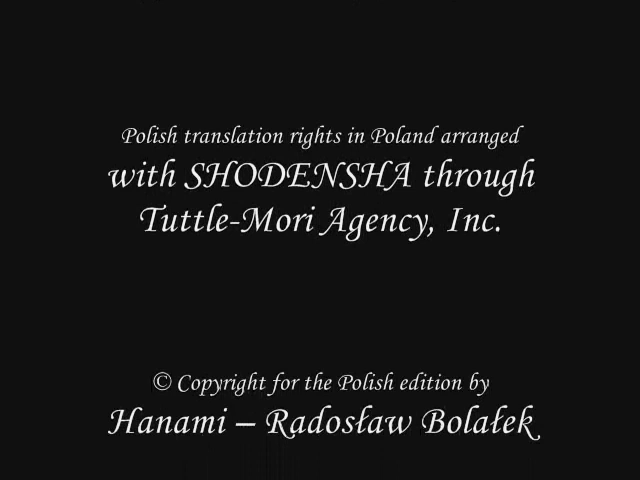 Polish translation rights in Poland arranged
with SHODENSHA through
Tuttle-Mori Agency, Inc.
© Copyright for the Polish edition by
Hanami – Radosław Bolałek